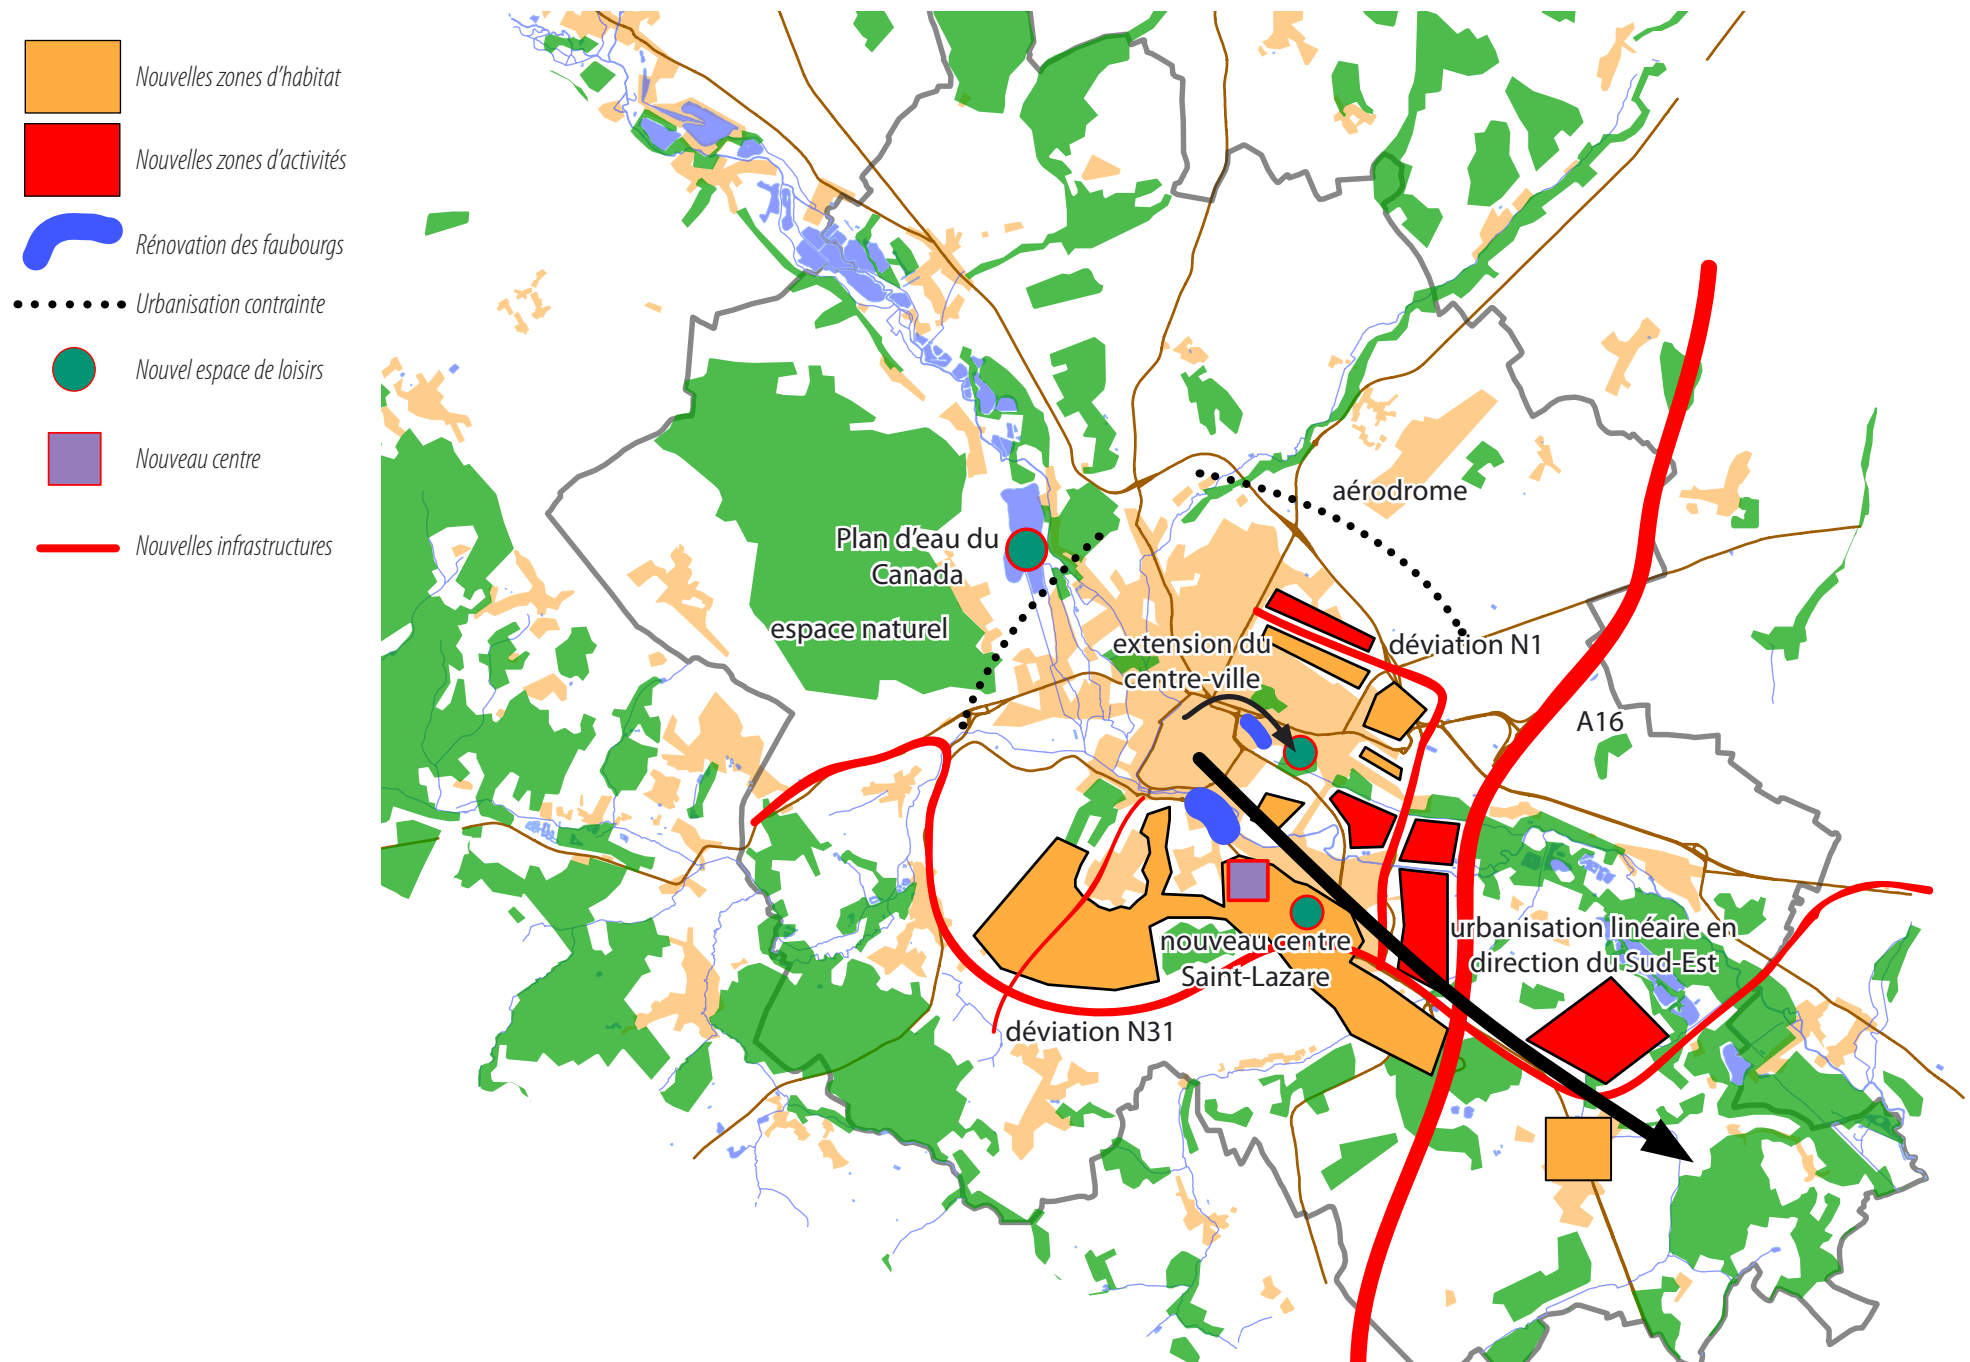 Nouvelles zones d’habitat
Nouvelles zones d’activités
Rénovation des faubourgs
Urbanisation contrainte
Nouvel espace de loisirs
Nouveau centre
Nouvelles infrastructures
aérodrome
Plan d’eau du
Canada
espace naturel
extension du
centre-ville
déviation N1
A16
urbanisation linéaire en
direction du Sud-Est
nouveau centre
Saint-Lazare
déviation N31